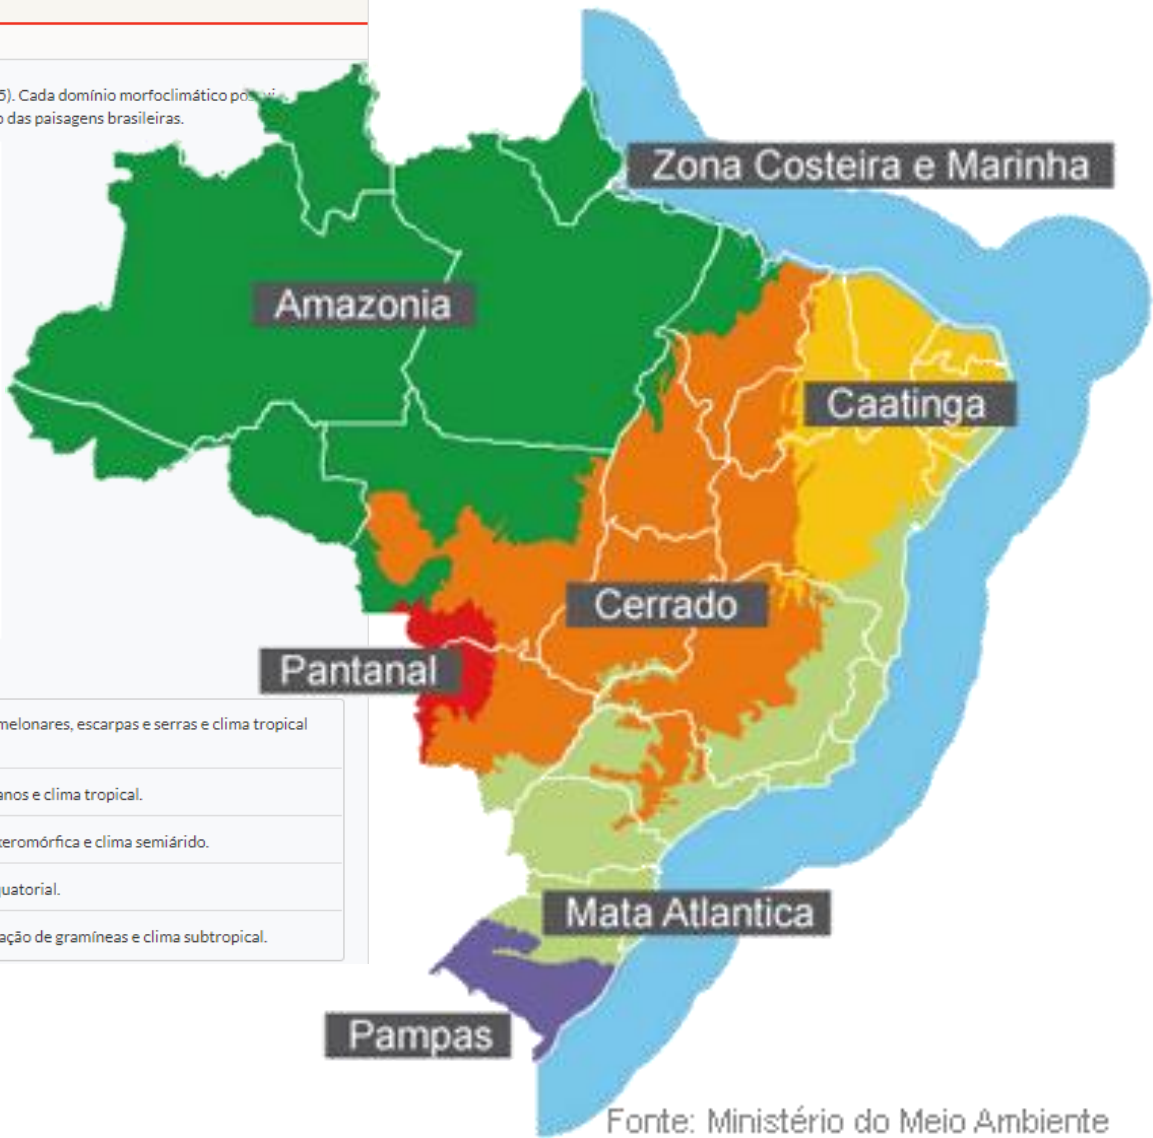 5). Cada domínio morfoclimático possui
o das paisagens brasileiras.
Zona Costeira e Marinha
Amazonia
Caatinga
Cerrado
Pantanal
melonares, escarpas e serras e clima tropical
anos e clima tropical.
xeromórfica e clima semiárido.
quatorial.
ação de gramíneas e clima subtropical.
Mata Atlantica
Pampas
Fonte: Ministério do Meio Ambiente